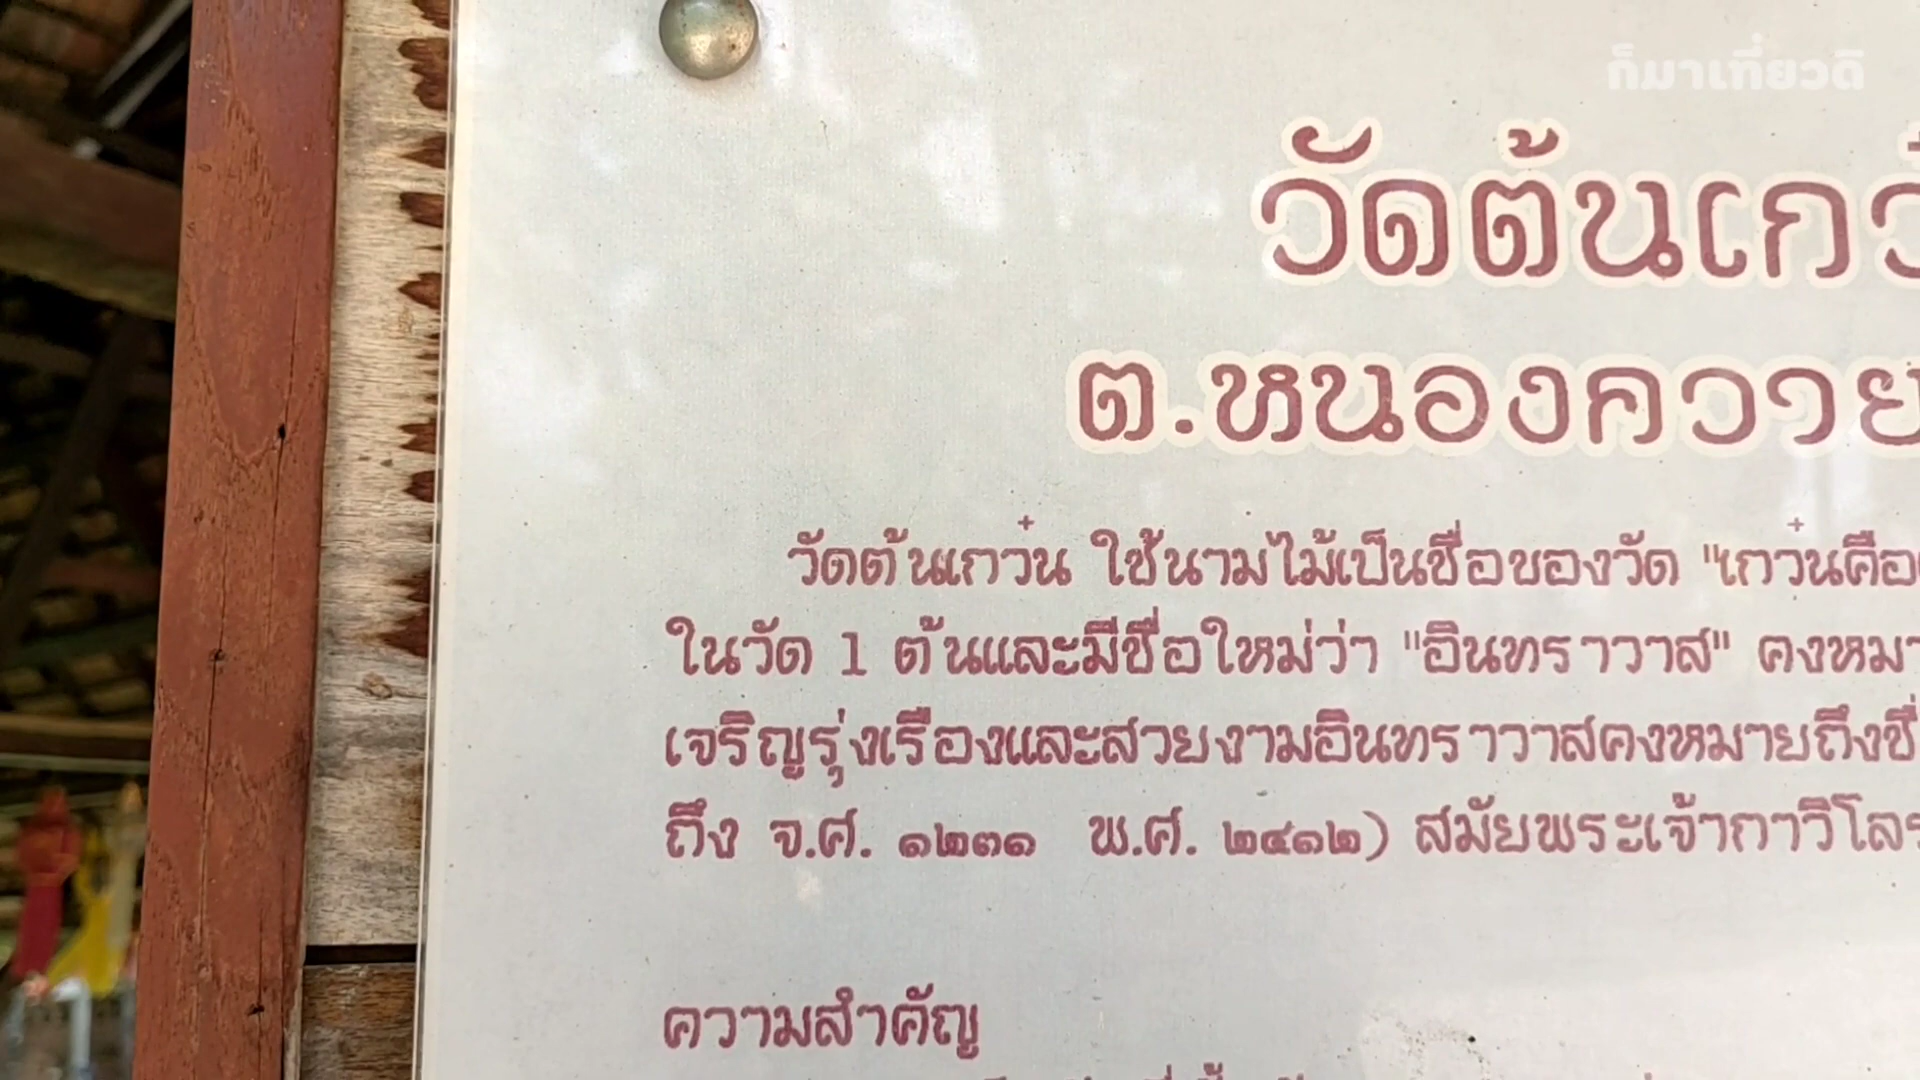 ก็มาเที่ยวดิ
วัดต้นเกว๋
ต.หนองควาย
วัดต้นเกว๋น ใช้นามไม้เป็นชื่อของวัด "เกว๋นคือ
ในวัด 1 ต้นและมีชื่อใหม่ว่า "อินทราวาส" คงหมา
เจริญรุ่งเรืองและสวยงามอินทราวาสคงหมายถึงชื่
ถึง จ.ศ. ๑๒๓๑ พ.ศ. ๒๔๑๒) สมัยพระเจ้ากาวิโลร
ความสำคัญ